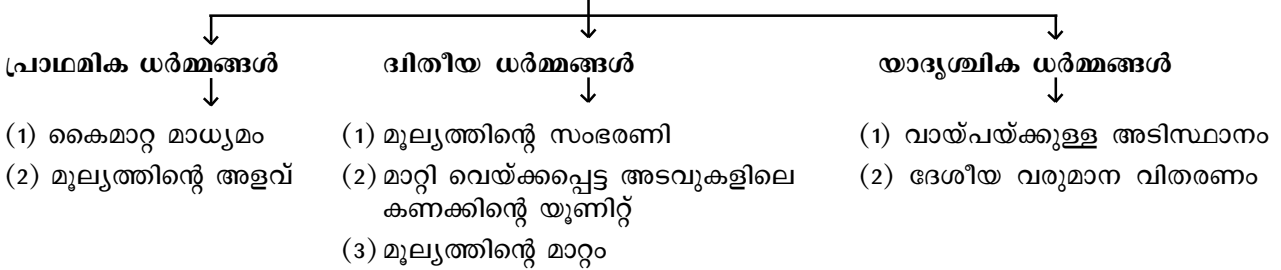 പ്രാഥമിക ധർമ്മങ്ങൾ
(1) കൈമാറ്റ മാധ്യമം
(2) മൂല്യത്തിന്റെ അളവ്
ദ്വിതീയ ധർമ്മങ്ങൾ
(1) മൂല്യത്തിന്റെ സംഭരണി
(2) മാറ്റി വെയ്ക്കപ്പെട്ട അടവുകളിലെ
കണക്കിന്റെ യൂണിറ്റ്
(3) മൂല്യത്തിന്റെ മാറ്റം
യാദൃശ്ചിക ധർമ്മങ്ങൾ
(1) വായ്പയ്ക്കുള്ള അടിസ്ഥാനം
(2) ദേശീയ വരുമാന വിതരണം